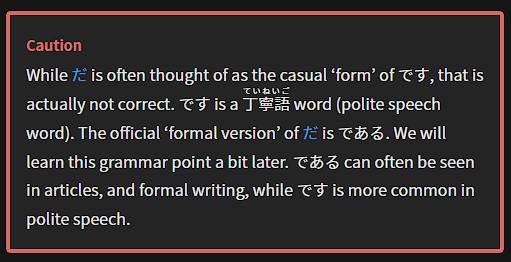 Caution
While だ is often thought of as the casual ‘form’ of です, that is
actually not correct. です is a 丁寧語 word (polite speech
ていねいご
word). The official ‘formal version’ of だ is である. We will
learn this grammar point a bit later. である can often be seen
in articles, and formal writing, while です is more common in
polite speech.